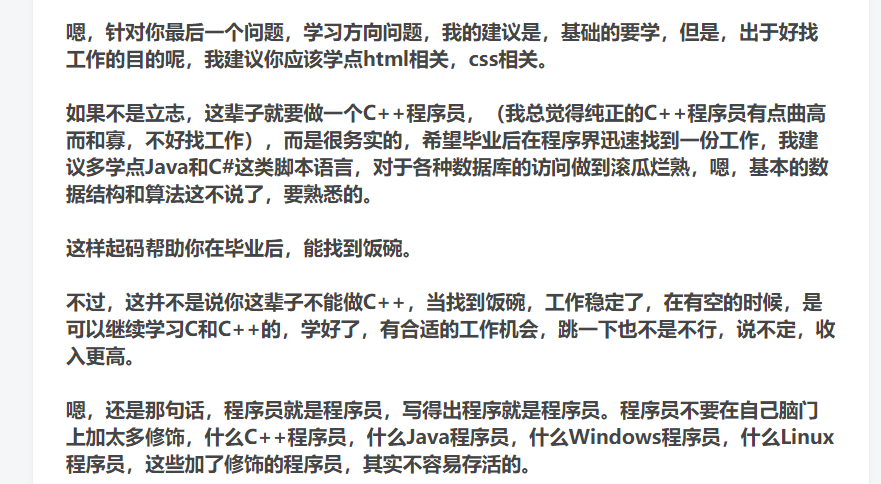 嗯，针对你最后一个问题，学习方向问题，我的建议是，基础的要学，但是，出于好找
工作的目的呢，我建议你应该学点html相关，css相关。
如果不是立志，这辈子就要做一个C++程序员，（我总觉得纯正的C++程序员有点曲高
而和寡，不好找工作），而是很务实的，希望毕业后在程序界迅速找到一份工作，我建
议多学点Java和C#这类脚本语言，对于各种数据库的访问做到滚瓜烂熟，嗯，基本的数
据结构和算法这不说了，要熟悉的。
这样起码帮助你在毕业后，能找到饭碗。
不过，这并不是说你这辈子不能做C++，当找到饭碗，工作稳定了，在有空的时候，是
可以继续学习C和C++的，学好了，有合适的工作机会，跳一下也不是不行，说不定，收
入更高。
嗯，还是那句话，程序员就是程序员，写得出程序就是程序员。程序员不要在自己脑门
上加太多修饰，什么C++程序员，什么Java程序员，什么Windows程序员，什么Linux
程序员，这些加了修饰的程序员，其实不容易存活的。